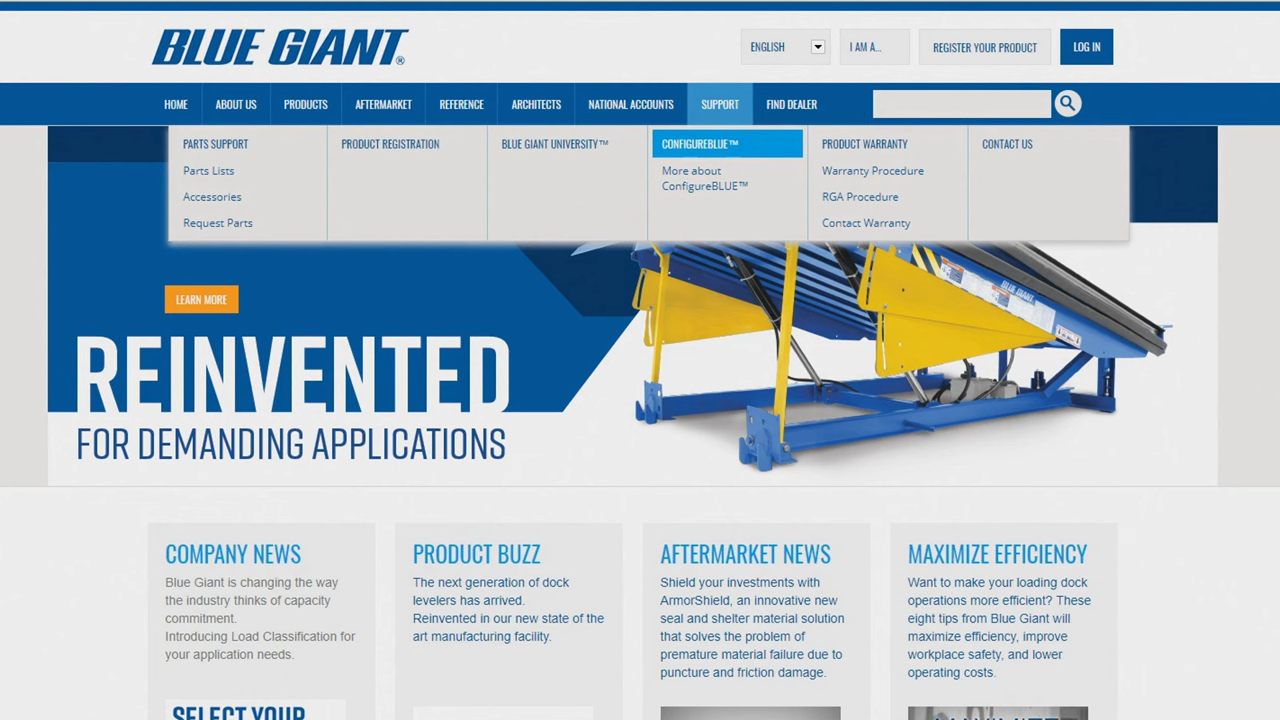 BLUE GIANT®
ENGLISH
I AM A...
REGISTER YOUR PRODUCT
LOG IN
HOME
ABOUT US
PRODUCTS
AFTERMARKET
REFERENCE
ARCHITECTS
NATIONAL ACCOUNTS
SUPPORT
FIND DEALER
PARTS SUPPORT
Parts Lists
Accessories
Request Parts
PRODUCT REGISTRATION
BLUE GIANT UNIVERSITY™
CONFIGUREBLUE™
More about
ConfigureBLUE™
PRODUCT WARRANTY
Warranty Procedure
RGA Procedure
Contact Warranty
CONTACT US
LEARN MORE
REINVENTED
FOR DEMANDING APPLICATIONS
BLUE GIANT
COMPANY NEWS
Blue Giant is changing the way
the industry thinks of capacity
commitment.
Introducing Load Classification for
your application needs.
SELECT YOUR
PRODUCT BUZZ
The next generation of dock
levelers has arrived.
Reinvented in our new state of the
art manufacturing facility.
AFTERMARKET NEWS
Shield your investments with
ArmorShield, an innovative new
seal and shelter material solution
that solves the problem of
premature material failure due to
puncture and friction damage.
MAXIMIZE EFFICIENCY
Want to make your loading dock
operations more efficient? These
eight tips from Blue Giant will
maximize efficiency, improve
workplace safety, and lower
operating costs.